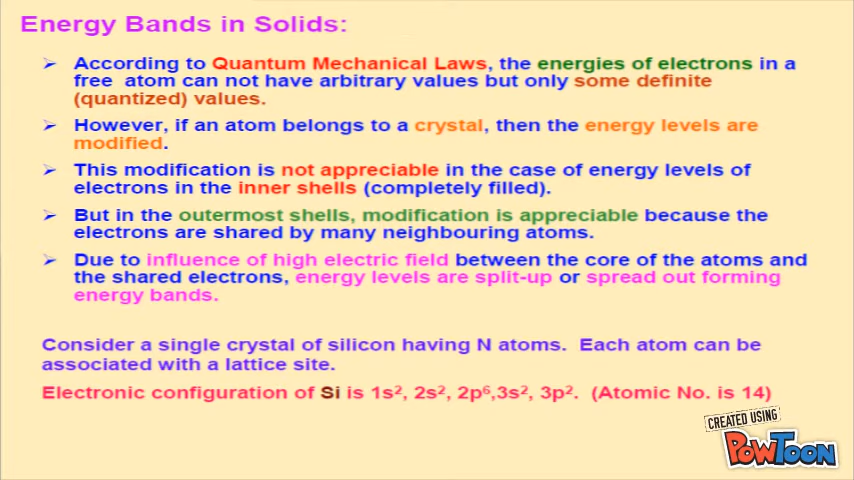 Energy Bands in Solids:
➢ According to Quantum Mechanical Laws, the energies of electrons in a
free atom can not have arbitrary values but only some definite
(quantized) values.
➢ However, if an atom belongs to a crystal, then the energy levels are
modified.
➢ This modification is not appreciable in the case of energy levels of
electrons in the inner shells (completely filled).
➢ But in the outermost shells, modification is appreciable because the
electrons are shared by many neighbouring atoms.
➢ Due to influence of high electric field between the core of the atoms and
the shared electrons, energy levels are split-up or spread out forming
energy bands.
Consider a single crystal of silicon having N atoms. Each atom can be
associated with a lattice site.
Electronic configuration of Si is 1s², 2s², 2p⁶,3s², 3p². (Atomic No. is 14)
CREATED USING
POWTOON